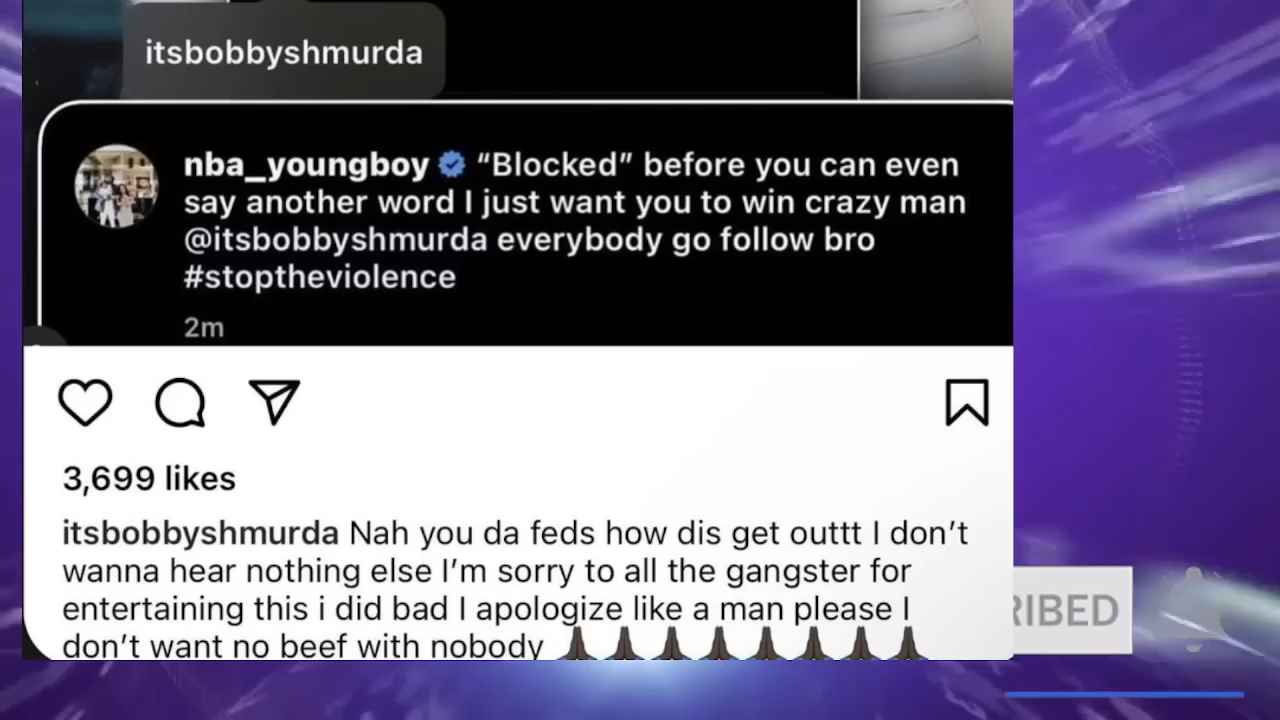 itsbobbyshmurda
nba_youngboy “Blocked” before you can even
say another word I just want you to win crazy man
@itsbobbyshmurda everybody go follow bro
#stoptheviolence
2m
3,699 likes
itsbobbyshmurda Nah you da feds how dis get outtt I don’t
wanna hear nothing else I’m sorry to all the gangster for
entertaining this i did bad I apologize like a man please I
don’t want no beef with nobody
RIBED